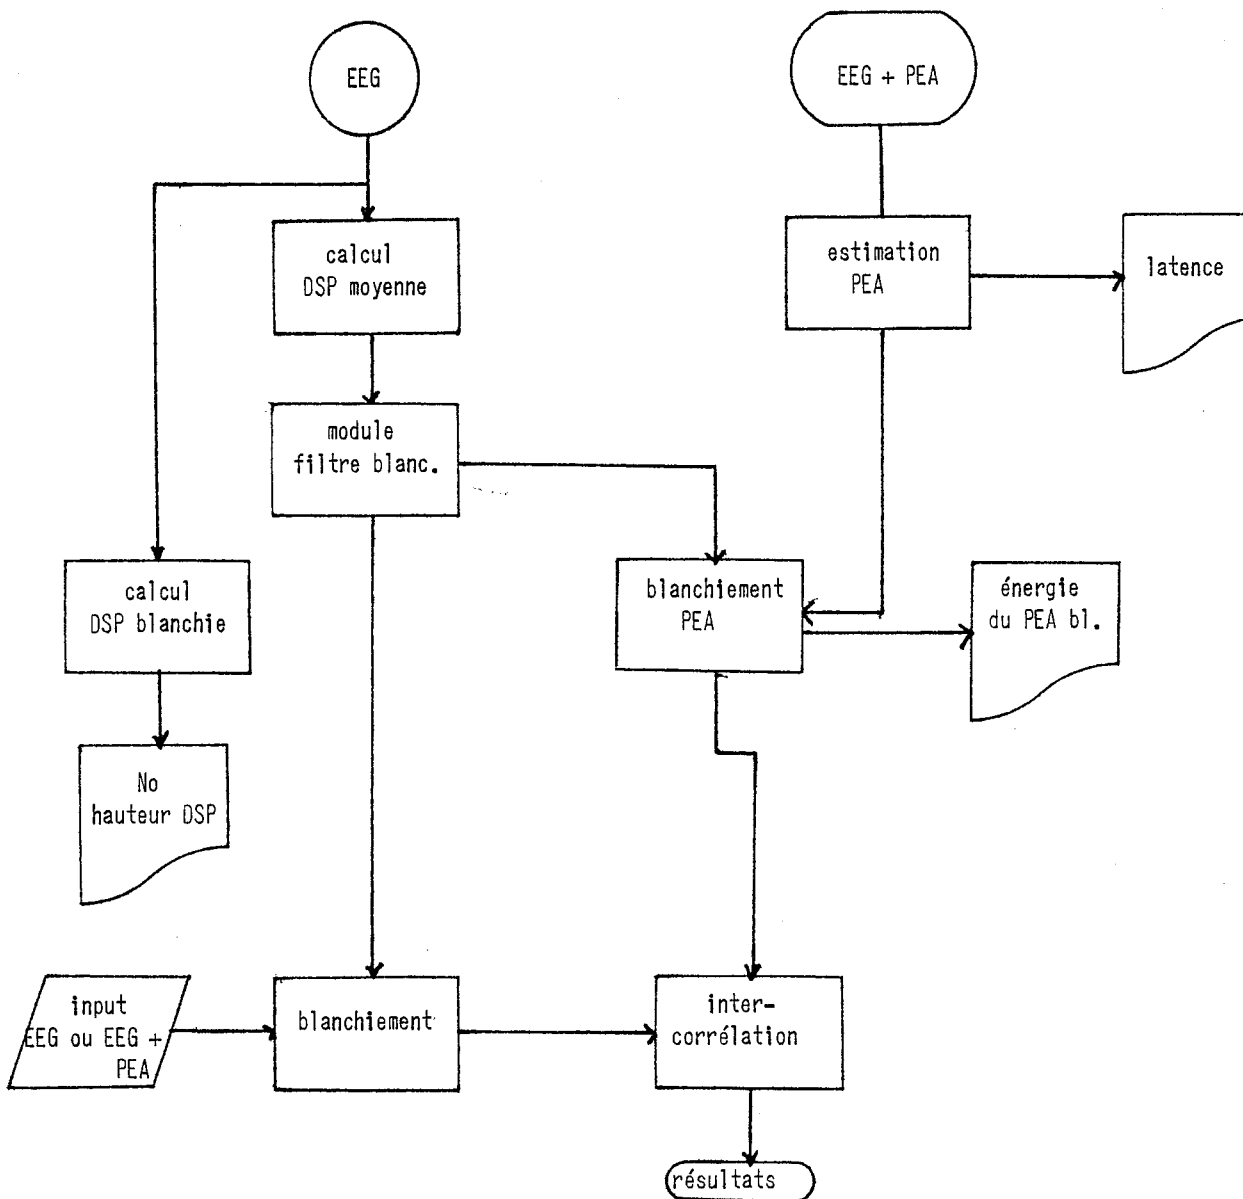 EEG
EEG + PEA
calcul
DSP moyenne
estimation
PEA
latence
module
filtre blanc.
calcul
DSP blanchie
blanchiement
PEA
énergie
du PEA bl.
No
hauteur DSP
input
EEG ou EEG +
PEA
blanchiement
inter-
corrélation
résultats